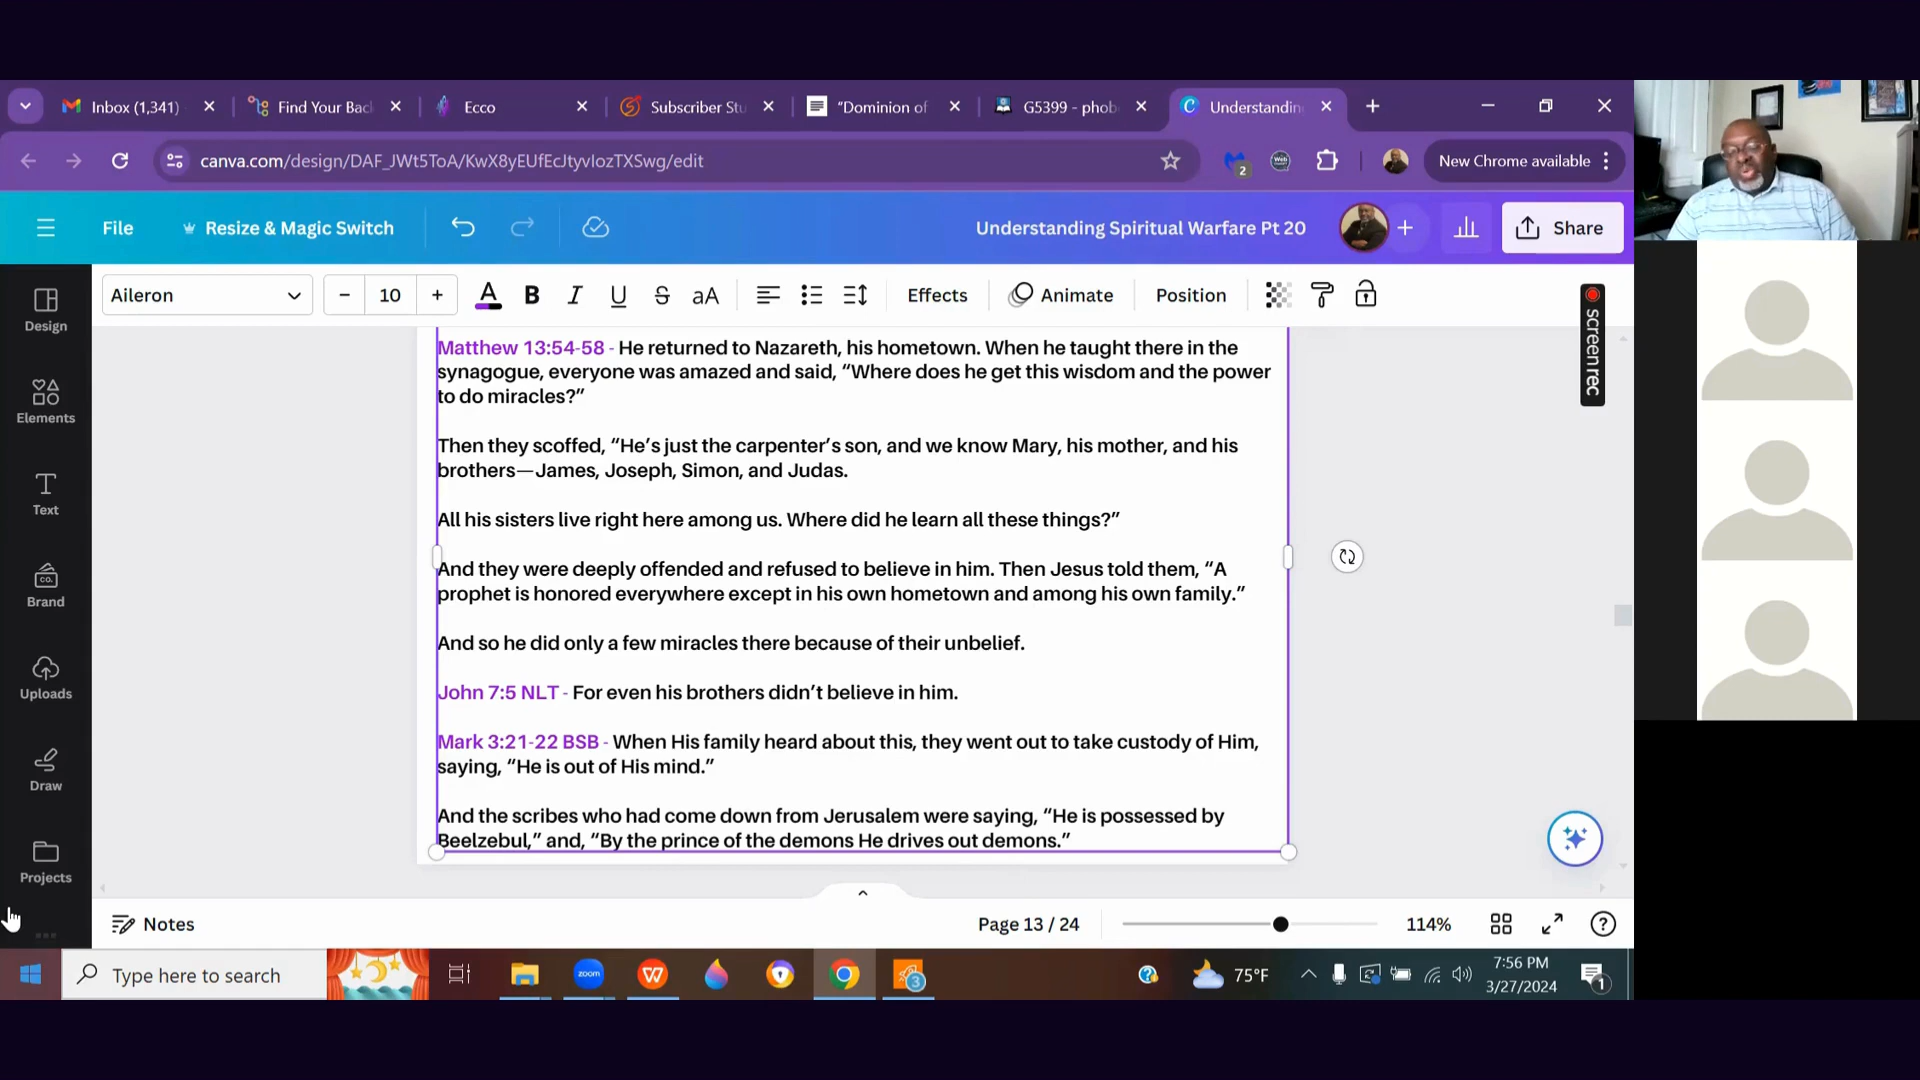 Inbox (1,341)
Find Your Bac
Ecco
Subscriber Stu
"Dominion of
G5399 - phob
Understandin
canva.com/design/DAF_JWt5ToA/KwX8yEUfEcJtyvIozTXSwg/edit
2
New Chrome available
File
Resize & Magic Switch
Understanding Spiritual Warfare Pt 20
Share
Aileron
10
A B I U S aA
Effects
Animate
Position
screenrec
Design
Elements
Text
Brand
Uploads
Draw
Projects
Matthew 13:54-58 - He returned to Nazareth, his hometown. When he taught there in the
synagogue, everyone was amazed and said, “Where does he get this wisdom and the power
to do miracles?”
Then they scoffed, “He’s just the carpenter’s son, and we know Mary, his mother, and his
brothers—James, Joseph, Simon, and Judas.
All his sisters live right here among us. Where did he learn all these things?”
And they were deeply offended and refused to believe in him. Then Jesus told them, “A
prophet is honored everywhere except in his own hometown and among his own family.”
And so he did only a few miracles there because of their unbelief.
John 7:5 NLT - For even his brothers didn’t believe in him.
Mark 3:21-22 BSB - When His family heard about this, they went out to take custody of Him,
saying, “He is out of His mind.”
And the scribes who had come down from Jerusalem were saying, “He is possessed by
Beelzebul,” and, “By the prince of the demons He drives out demons.”
Notes
Page 13 / 24
114%
Type here to search
zoom
3
75°F
7:56 PM
3/27/2024
1